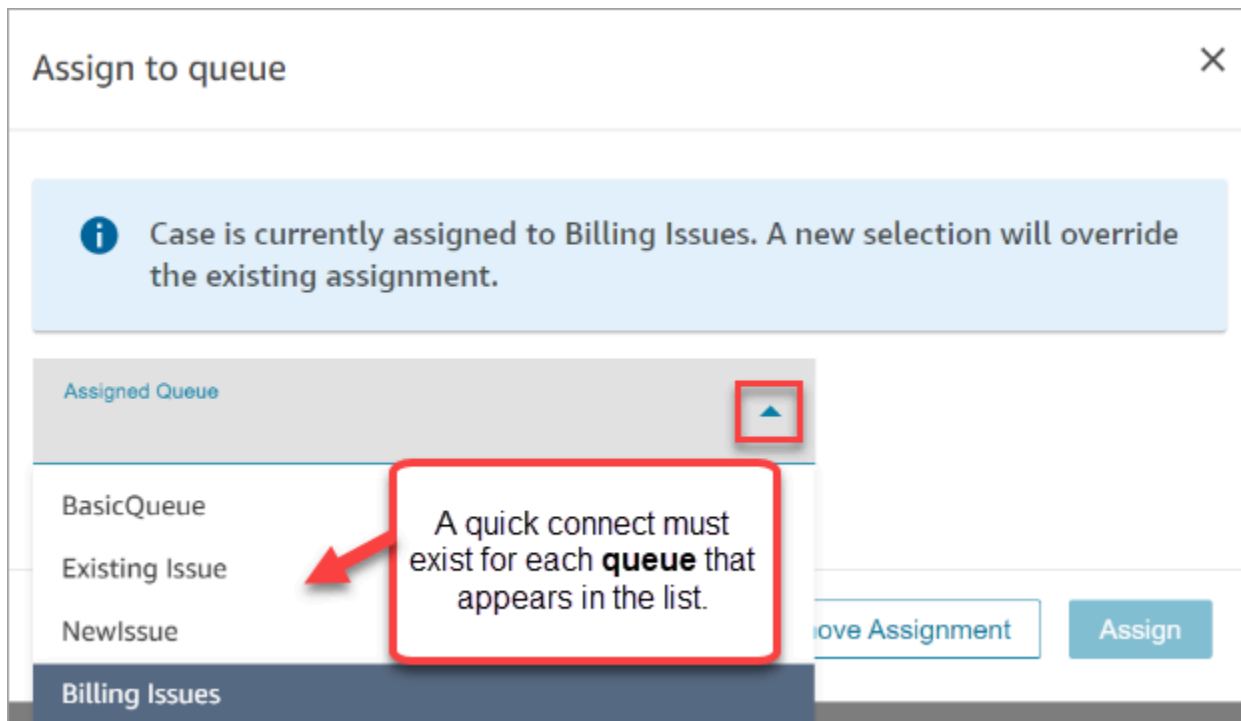 Assign to queue
Case is currently assigned to Billing Issues. A new selection will override
the existing assignment.
Assigned Queue
BasicQueue
Existing Issue
NewIssue
Billing Issues
A quick connect must
exist for each queue that
appears in the list.
Assignment
Assign